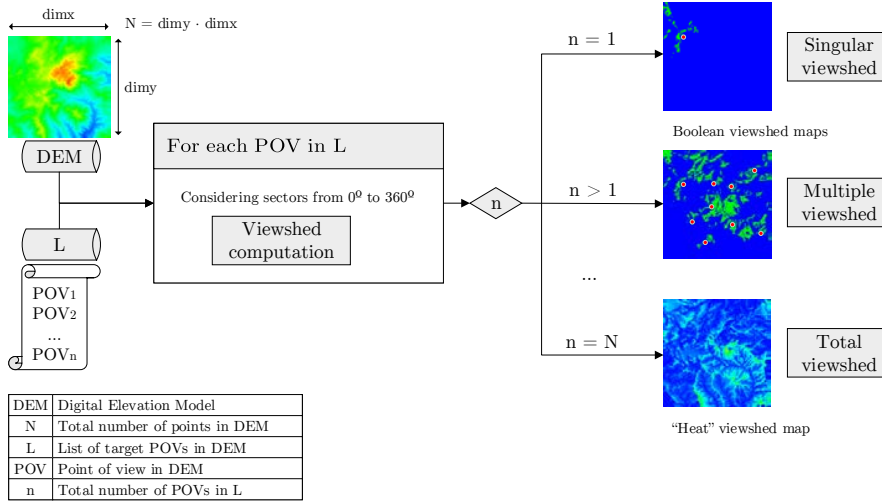 dimx
N = dimy · dimx
dimy
DEM
L
POV1
POV2
...
POVn
For each POV in L
Considering sectors from 0º to 360º
Viewshed
computation
n
n = 1
n > 1
...
n = N
Singular
viewshed
Boolean viewshed maps
Multiple
viewshed
Total
viewshed
“Heat” viewshed map
DEM Digital Elevation Model
N Total number of points in DEM
L List of target POVs in DEM
POV Point of view in DEM
n Total number of POVs in L